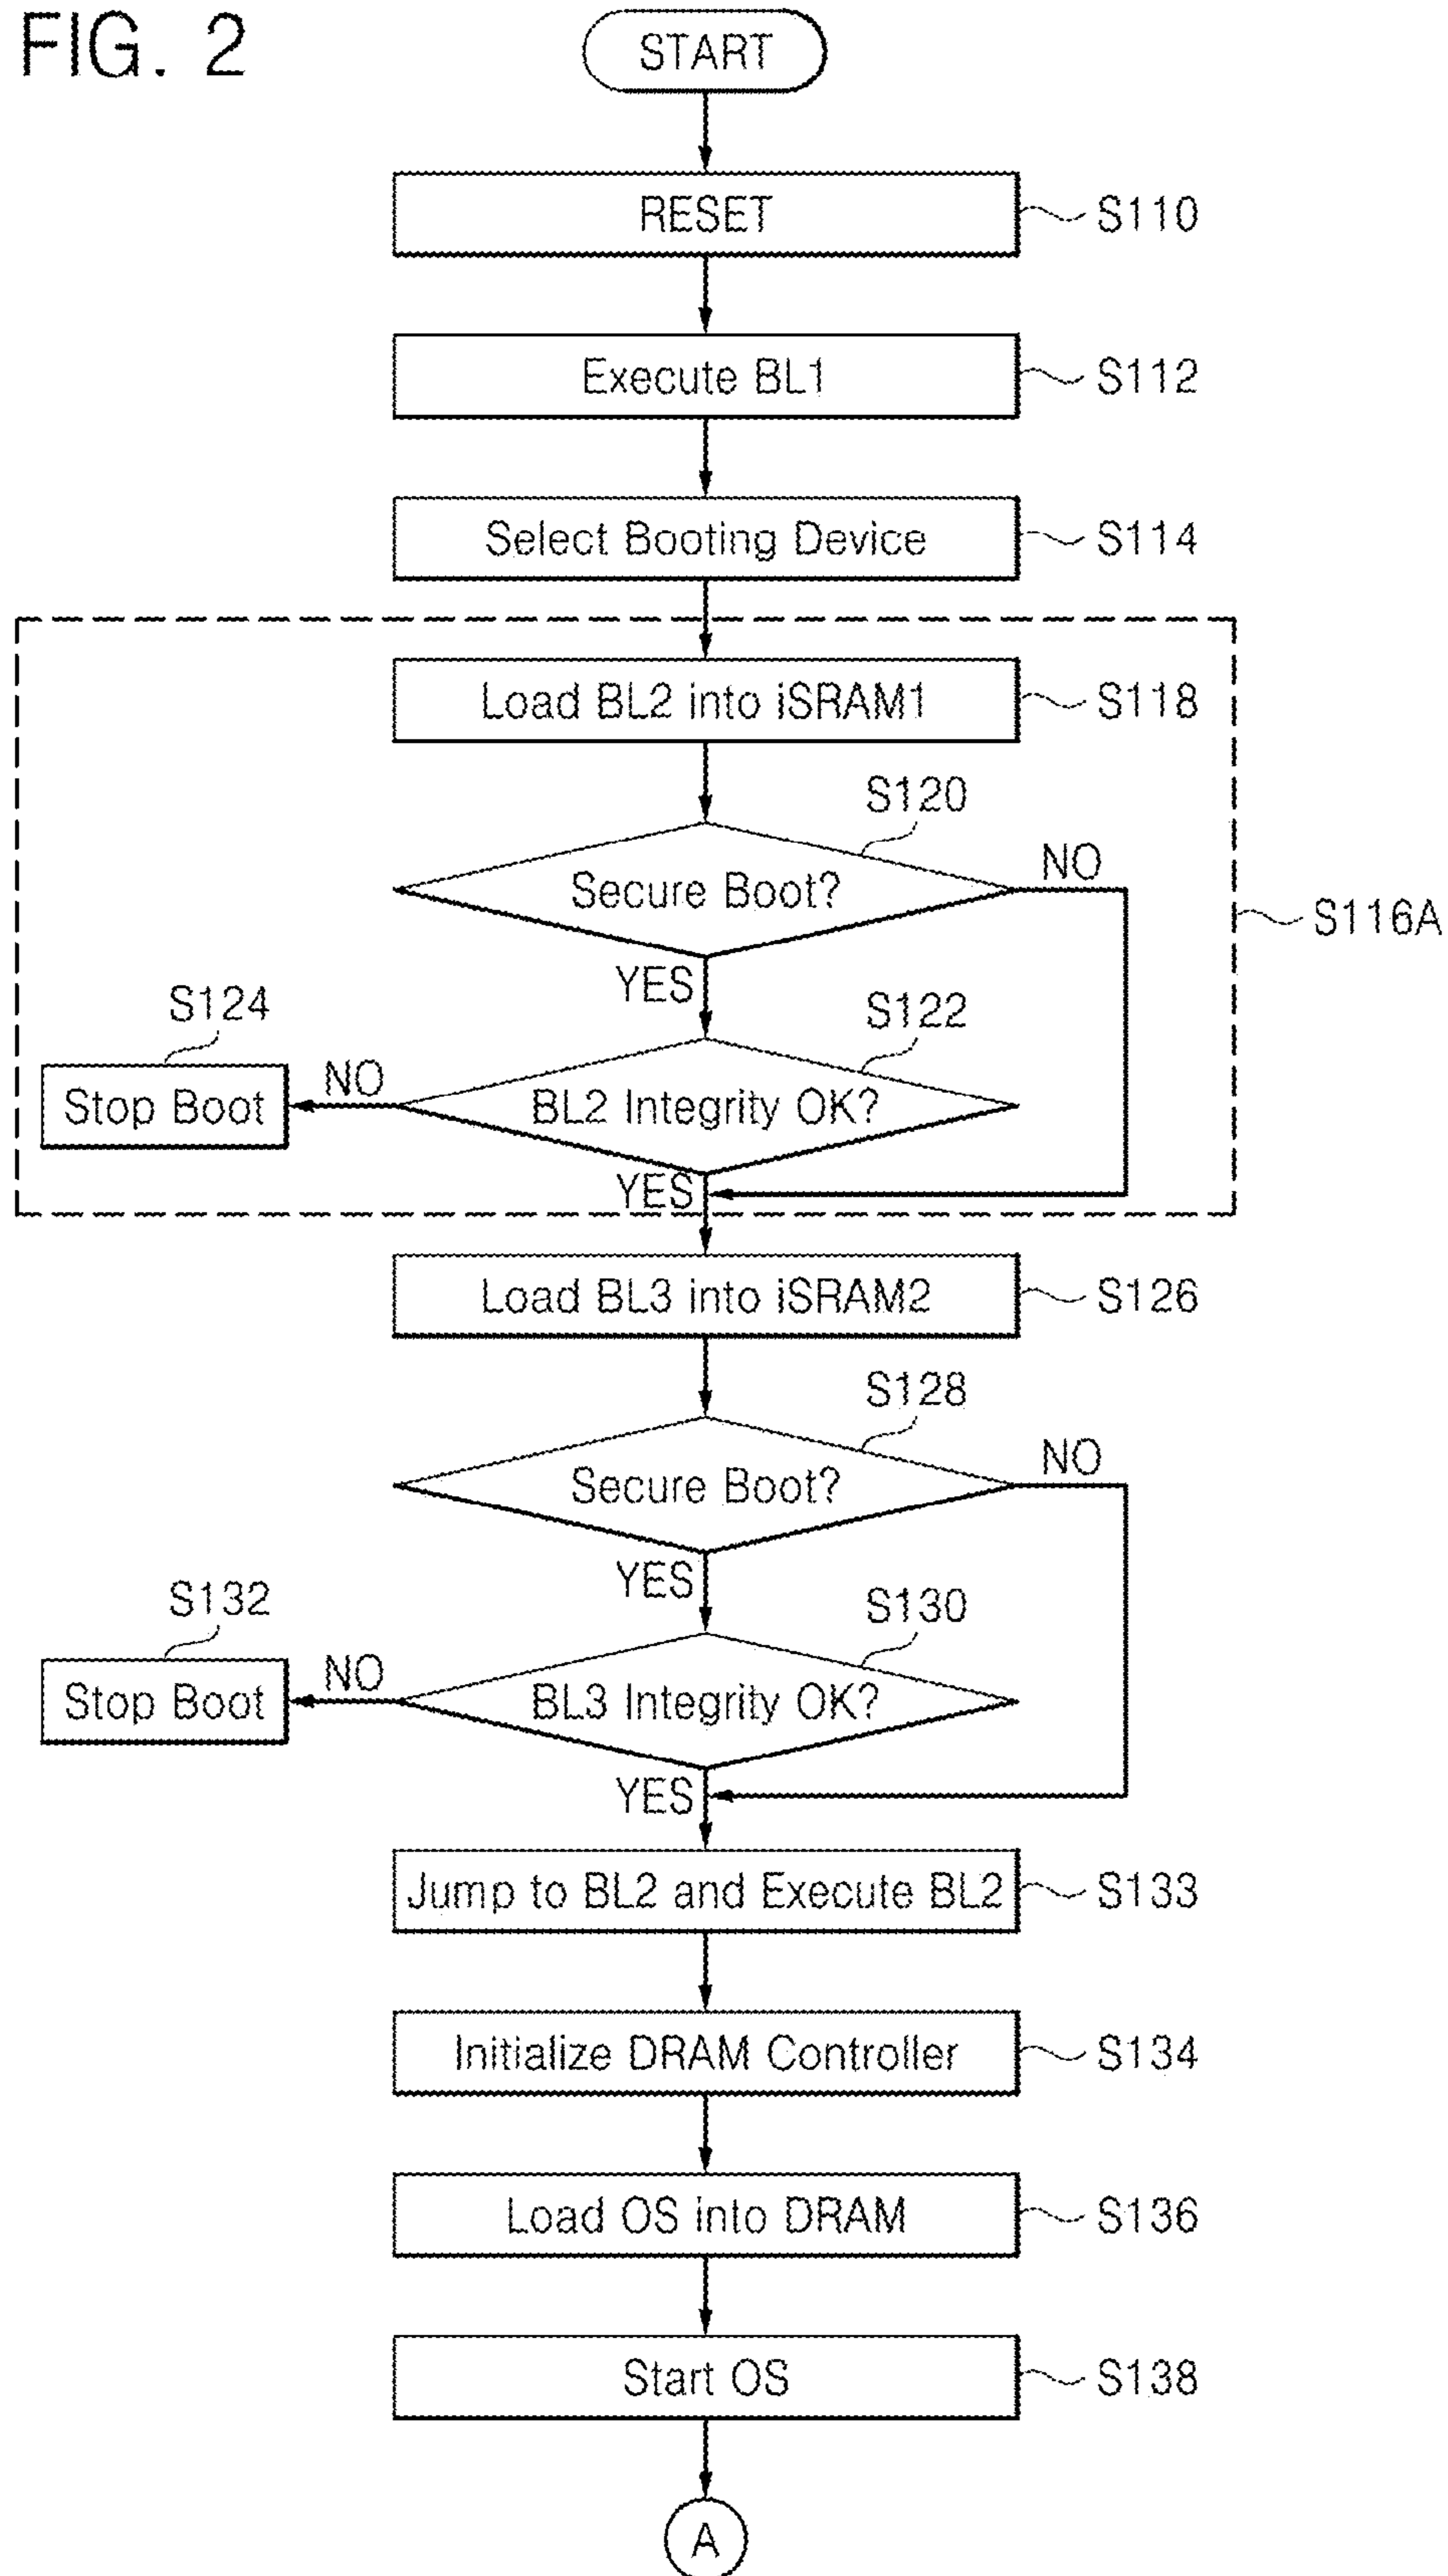 FIG. 2
START
RESET
S110
Execute BL1
S112
Select Booting Device
S114
Load BL2 into iSRAM1
S118
S120
Secure Boot?
NO
S116A
YES
S124
S122
Stop Boot
NO
BL2 Integrity OK?
YES
Load BL3 into iSRAM2
S126
S128
Secure Boot?
NO
YES
S132
S130
Stop Boot
NO
BL3 Integrity OK?
YES
Jump to BL2 and Execute BL2
S133
Initialize DRAM Controller
S134
Load OS into DRAM
S136
Start OS
S138
A